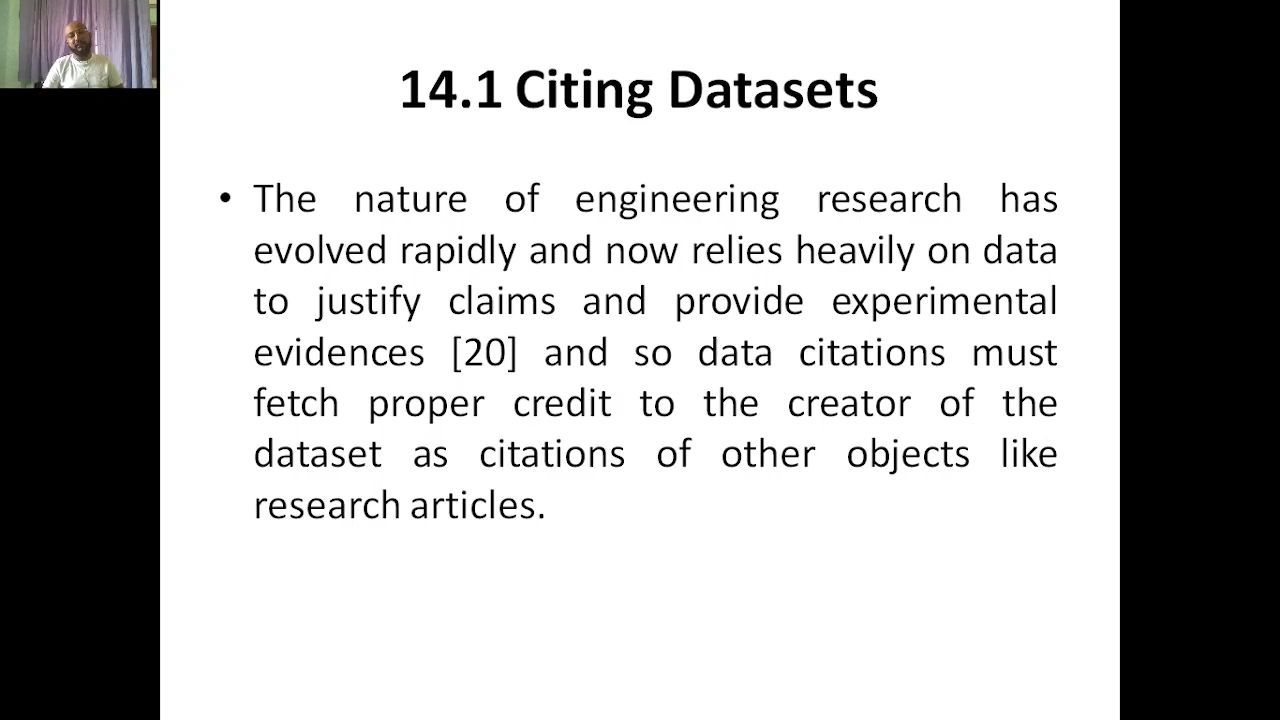 14.1 Citing Datasets
• The nature of engineering research has
evolved rapidly and now relies heavily on data
to justify claims and provide experimental
evidences [20] and so data citations must
fetch proper credit to the creator of the
dataset as citations of other objects like
research articles.